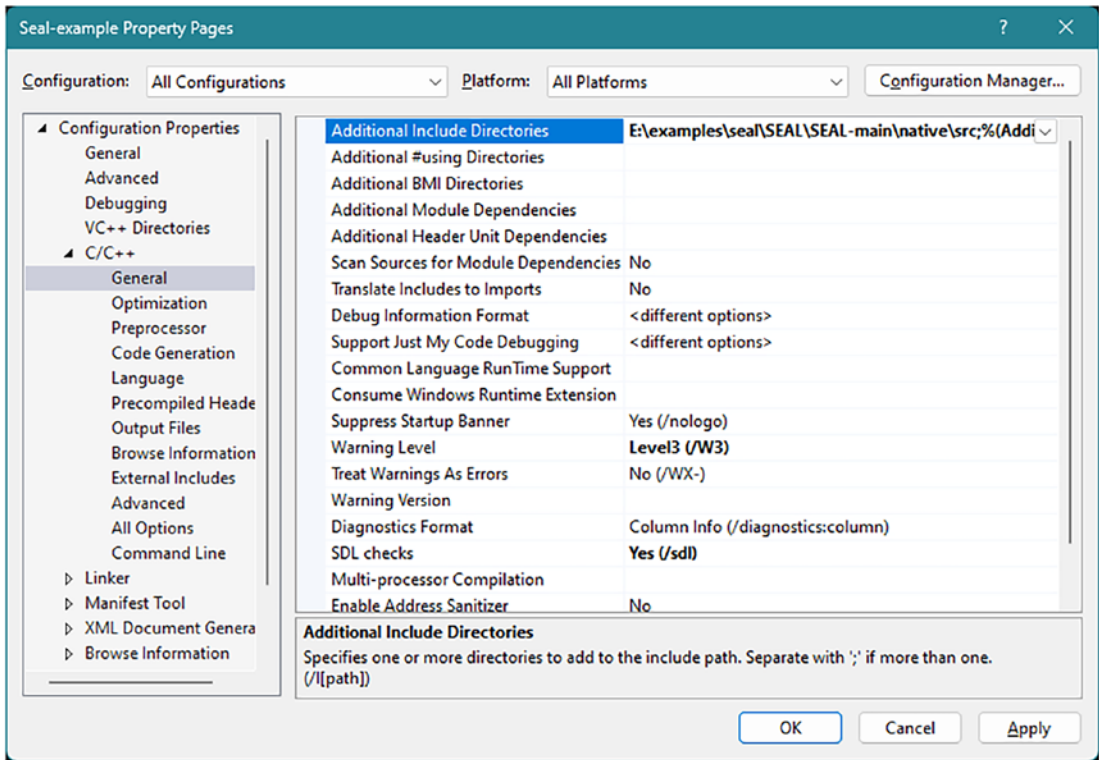 Seal-example Property Pages ? ×
Configuration: All Configurations Platform: All Platforms Configuration Manager...
Configuration Properties
General
Advanced
Debugging
VC++ Directories
C/C++
General
Optimization
Preprocessor
Code Generation
Language
Precompiled Heade
Output Files
Browse Information
External Includes
Advanced
All Options
Command Line
Linker
Manifest Tool
XML Document Genera
Browse Information
Additional Include Directories E:\examples\seal\SEAL\SEAL-main\native\src;%(Addi
Additional #using Directories
Additional BMI Directories
Additional Module Dependencies
Additional Header Unit Dependencies
Scan Sources for Module Dependencies No
Translate Includes to Imports No
Debug Information Format <different options>
Support Just My Code Debugging <different options>
Common Language RunTime Support
Consume Windows Runtime Extension
Suppress Startup Banner Yes (/nologo)
Warning Level Level3 (/W3)
Treat Warnings As Errors No (/WX-)
Warning Version
Diagnostics Format Column Info (/diagnostics:column)
SDL checks Yes (/sdl)
Multi-processor Compilation
Enable Address Sanitizer No
Additional Include Directories
Specifies one or more directories to add to the include path. Separate with ';' if more than one.
(/I[path])
OK Cancel Apply